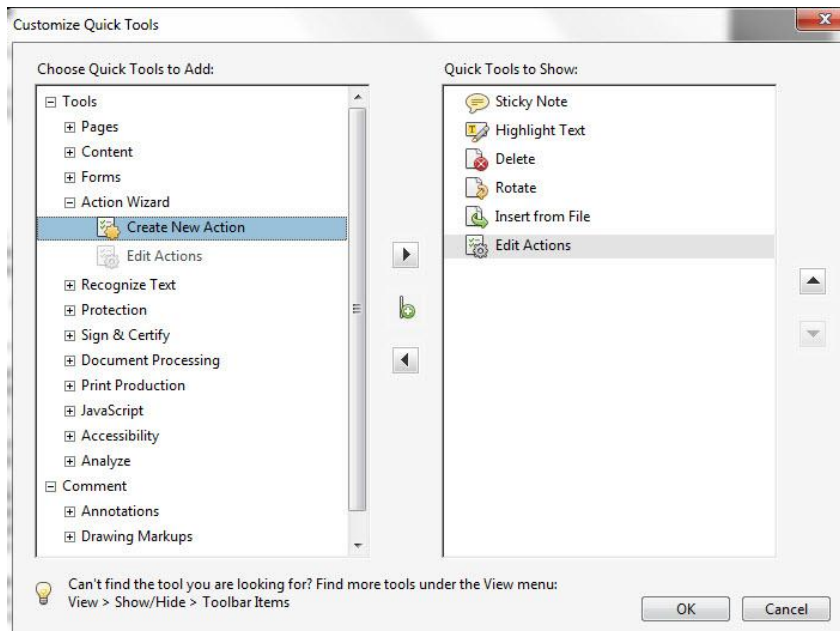 Customize Quick Tools
Choose Quick Tools to Add:
Tools
Pages
Content
Forms
Action Wizard
Create New Action
Edit Actions
Recognize Text
Protection
Sign & Certify
Document Processing
Print Production
JavaScript
Accessibility
Analyze
Comment
Annotations
Drawing Markups
Quick Tools to Show:
Sticky Note
Highlight Text
Delete
Rotate
Insert from File
Edit Actions
Can't find the tool you are looking for? Find more tools under the View menu:
View > Show/Hide > Toolbar Items
OK
Cancel